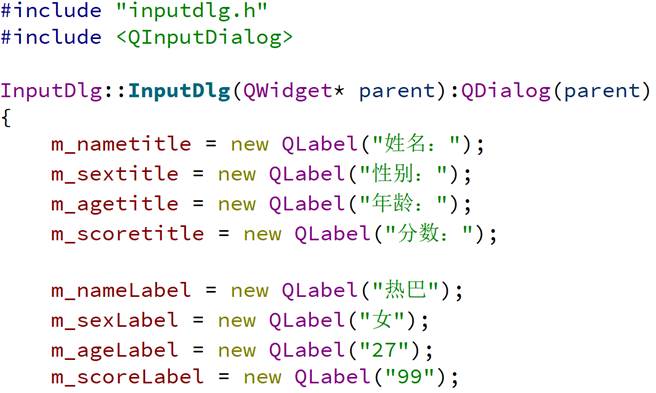 #include "inputdlg.h"
#include <QInputDialog>
InputDlg::InputDlg(QWidget* parent):QDialog(parent)
{
m_nametitle = new QLabel("姓名：");
m_sextitle = new QLabel("性别：");
m_agetitle = new QLabel("年龄：");
m_scoretitle = new QLabel("分数：");
m_nameLabel = new QLabel("热巴");
m_sexLabel = new QLabel("女");
m_ageLabel = new QLabel("27");
m_scoreLabel = new QLabel("99");